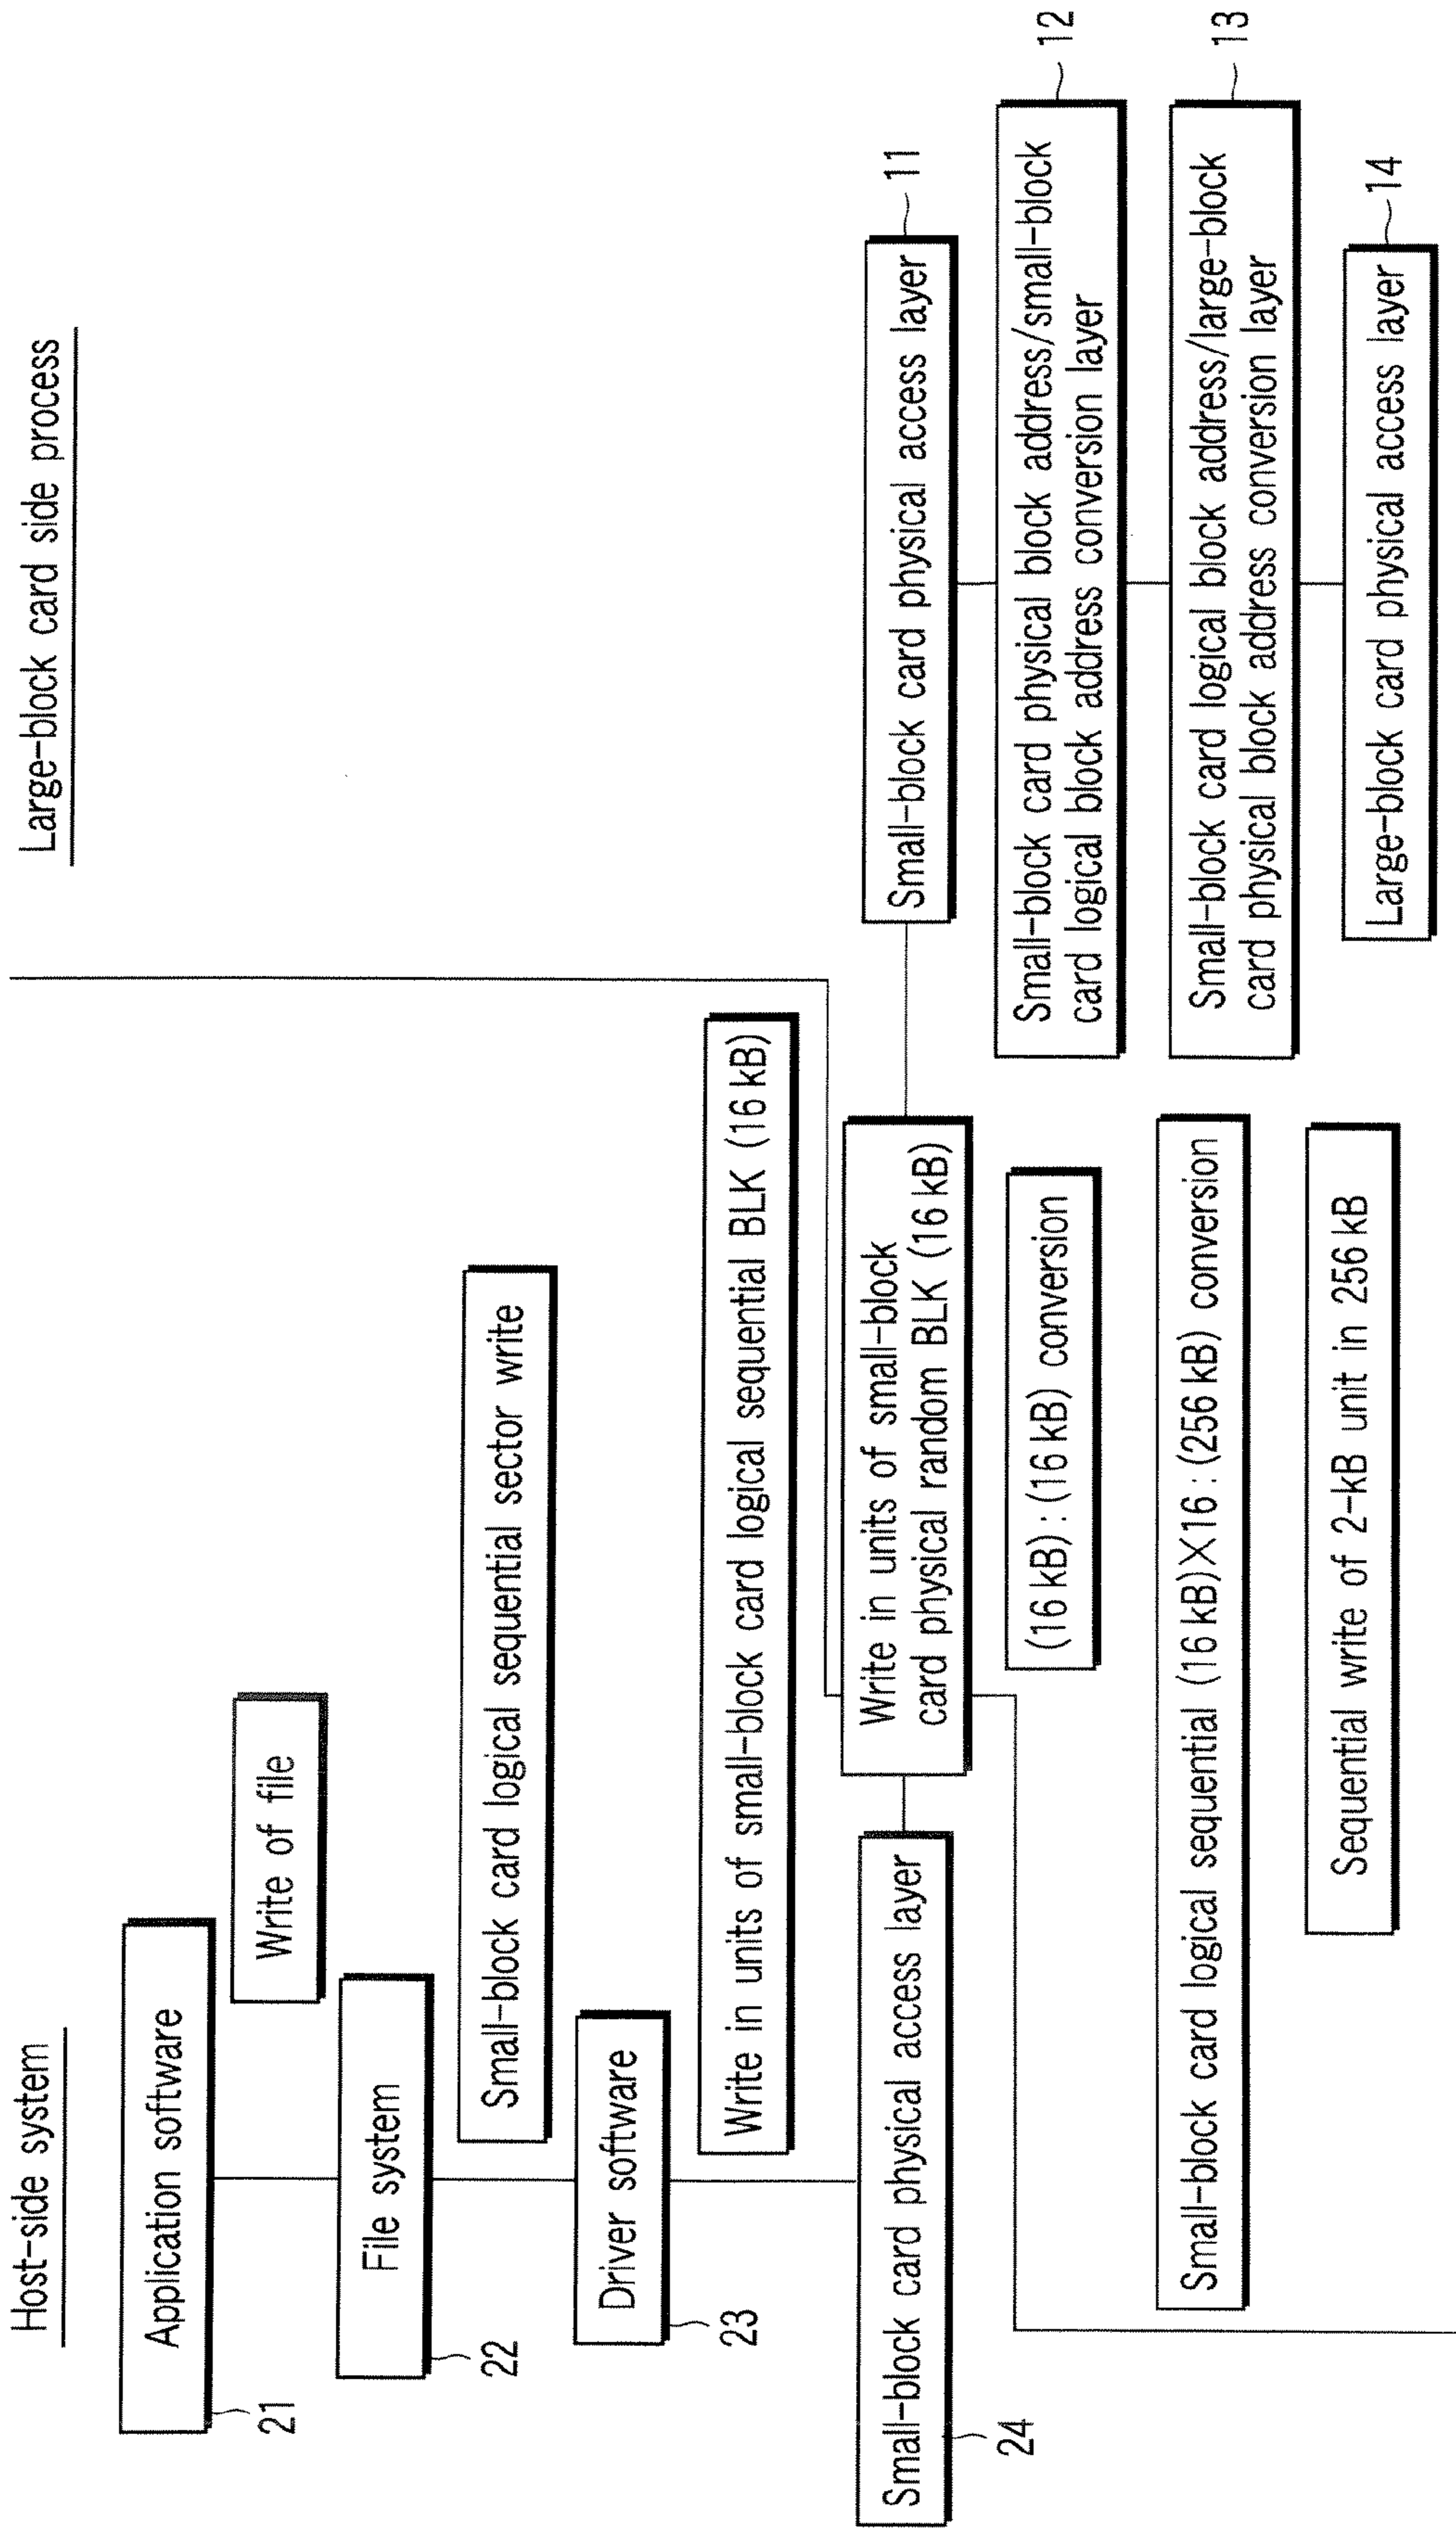 Host-side system
Large-block card side process
Application software
21
Write of file
File system
22
Small-block card logical sequential sector write
Driver software
23
Write in units of small-block card logical sequential BLK (16 kB)
Small-block card physical access layer
24
Write in units of small-block
card physical random BLK (16 kB)
Small-block card physical access layer
11
(16 kB) : (16 kB) conversion
Small-block card physical block address/small-block
card logical block address conversion layer
12
Small-block card logical sequential (16 kB)×16 : (256 kB) conversion
Small-block card logical block address/large-block
card physical block address conversion layer
13
Sequential write of 2-kB unit in 256 kB
Large-block card physical access layer
14